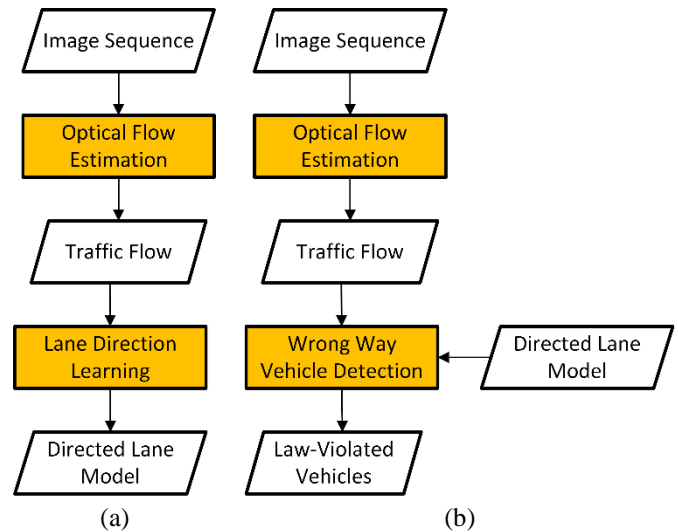 Image Sequence
Optical Flow
Estimation
Traffic Flow
Lane Direction
Learning
Directed Lane
Model
(a)
Image Sequence
Optical Flow
Estimation
Traffic Flow
Wrong Way
Vehicle Detection
Directed Lane
Model
Law-Violated
Vehicles
(b)